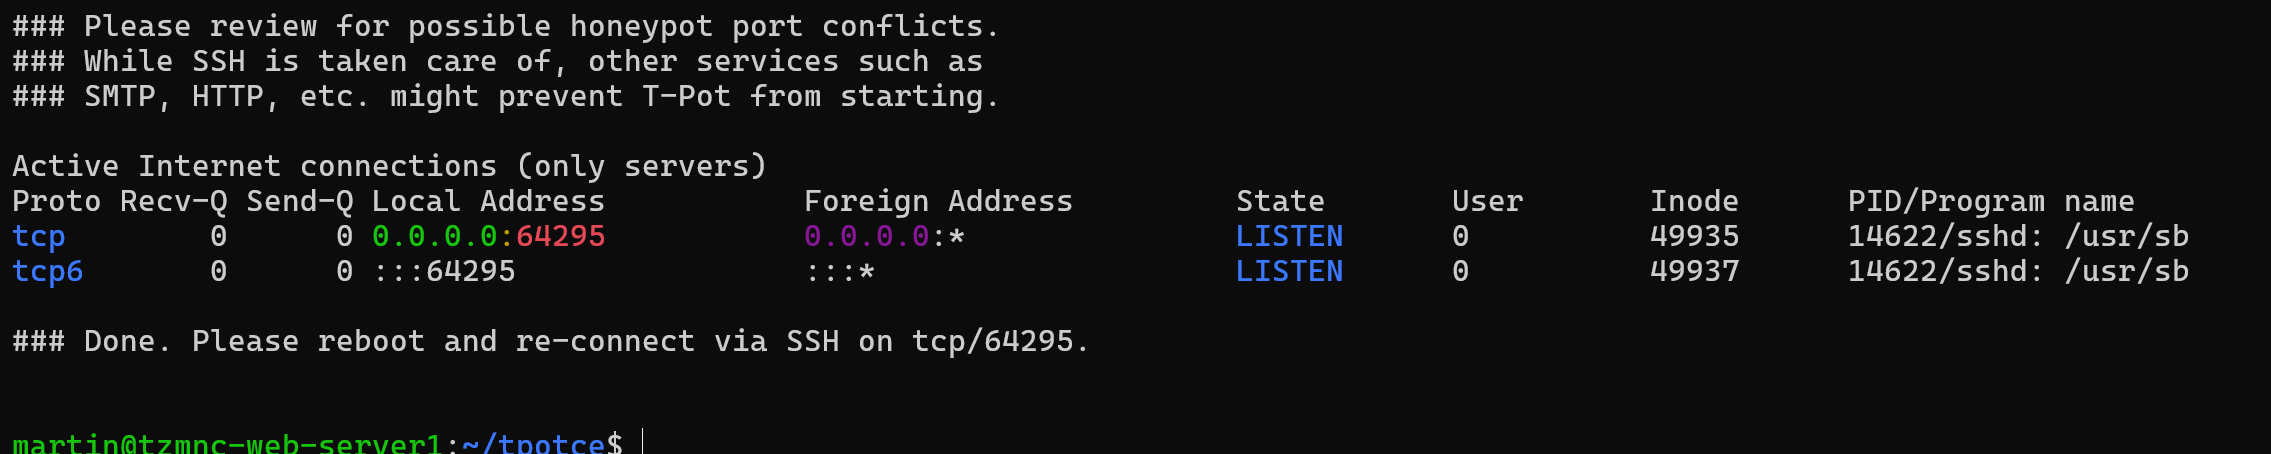 ### Please review for possible honeypot port conflicts.
### While SSH is taken care of, other services such as
### SMTP, HTTP, etc. might prevent T-Pot from starting.
Active Internet connections (only servers)
Proto Recv-Q Send-Q Local Address           Foreign Address         State       User       Inode      PID/Program name
tcp        0      0 0.0.0.0:64295           0.0.0.0:*               LISTEN      0          49935      14622/sshd: /usr/sb
tcp6       0      0 :::64295                :::*                    LISTEN      0          49937      14622/sshd: /usr/sb
### Done. Please reboot and re-connect via SSH on tcp/64295.
martin@tzmnc-web-server1:~/tpotce$